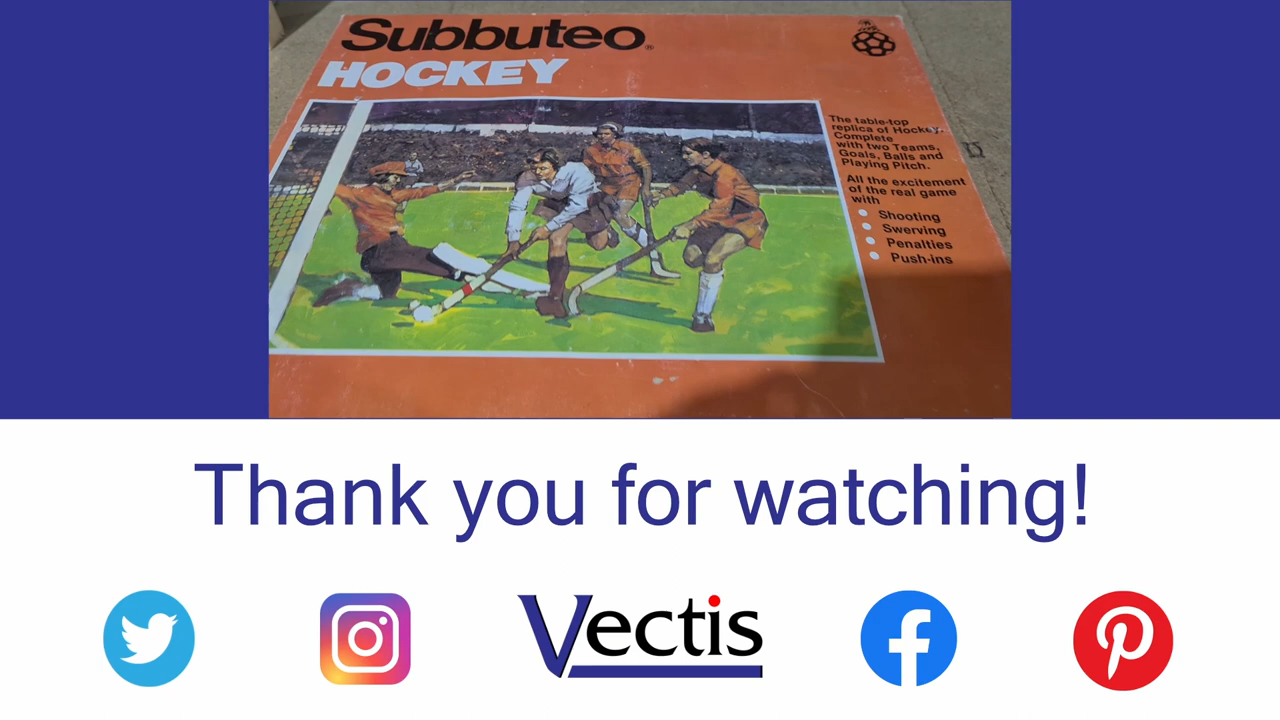 Subbuteo®
HOCKEY
The table-top
replica of Hockey.
Complete
with two Teams,
Goals, Balls and
Playing Pitch.
All the excitement
of the real game
with
Shooting
Swerving
Penalties
Push-ins
Thank you for watching!
Vectis